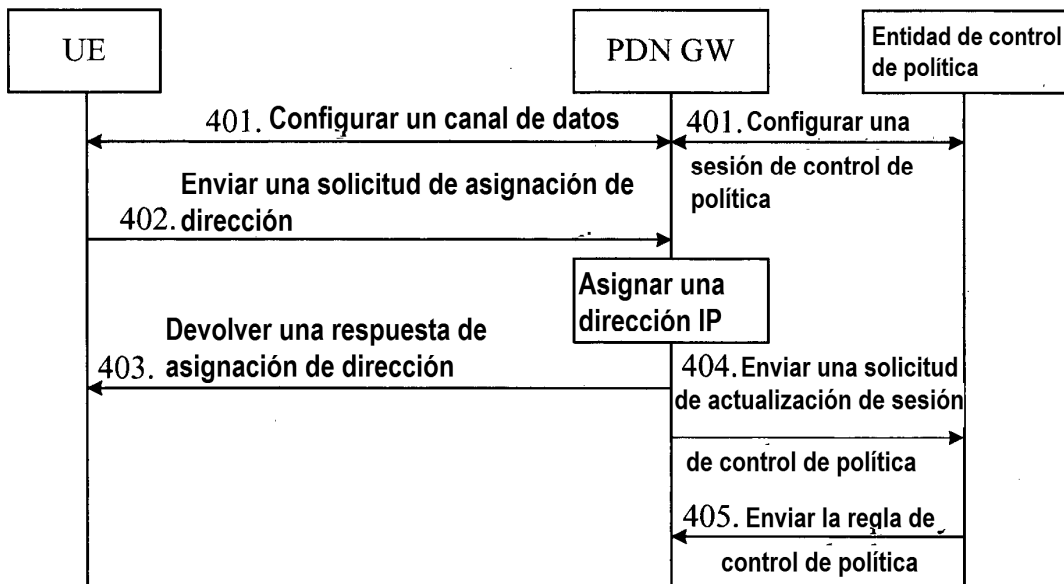 UE
PDN GW
Entidad de control
de política
401. Configurar un canal de datos
401. Configurar una
sesión de control de
política
Enviar una solicitud de asignación de
402. dirección
Asignar una
dirección IP
Devolver una respuesta de
403. asignación de dirección
404. Enviar una solicitud
de actualización de sesión
de control de política
405. Enviar la regla de
control de política